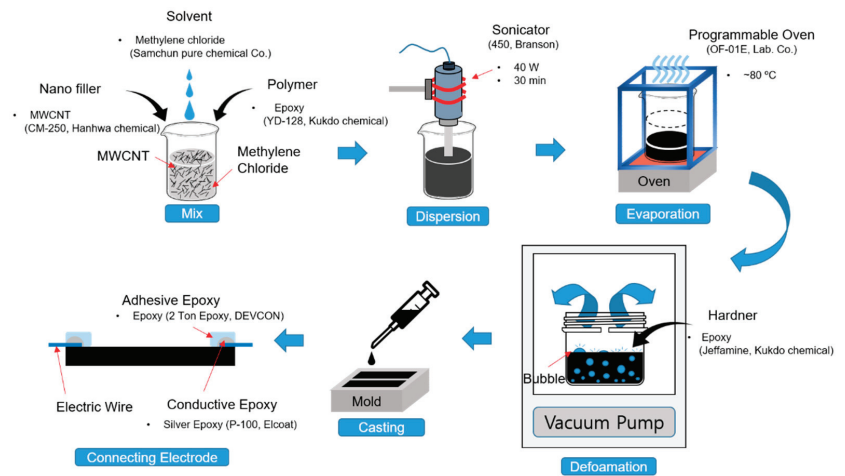 Solvent
• Methylene chloride
(Samchun pure chemical Co.)
Nano filler
• MWCNT
(CM-250, Hanhwa chemical)
Polymer
• Epoxy
(YD-128, Kukdo chemical)
MWCNT
Methylene
Chloride
Mix
Sonicator
(450, Branson)
• 40 W
• 30 min
Dispersion
Programmable Oven
(OF-01E, Lab. Co.)
• ~80 ºC
Oven
Evaporation
Hardner
• Epoxy
(Jeffamine, Kukdo chemical)
Bubble
Vacuum Pump
Defoamation
Mold
Casting
Adhesive Epoxy
• Epoxy (2 Ton Epoxy, DEVCON)
Electric Wire
Conductive Epoxy
• Silver Epoxy (P-100, Elcoat)
Connecting Electrode